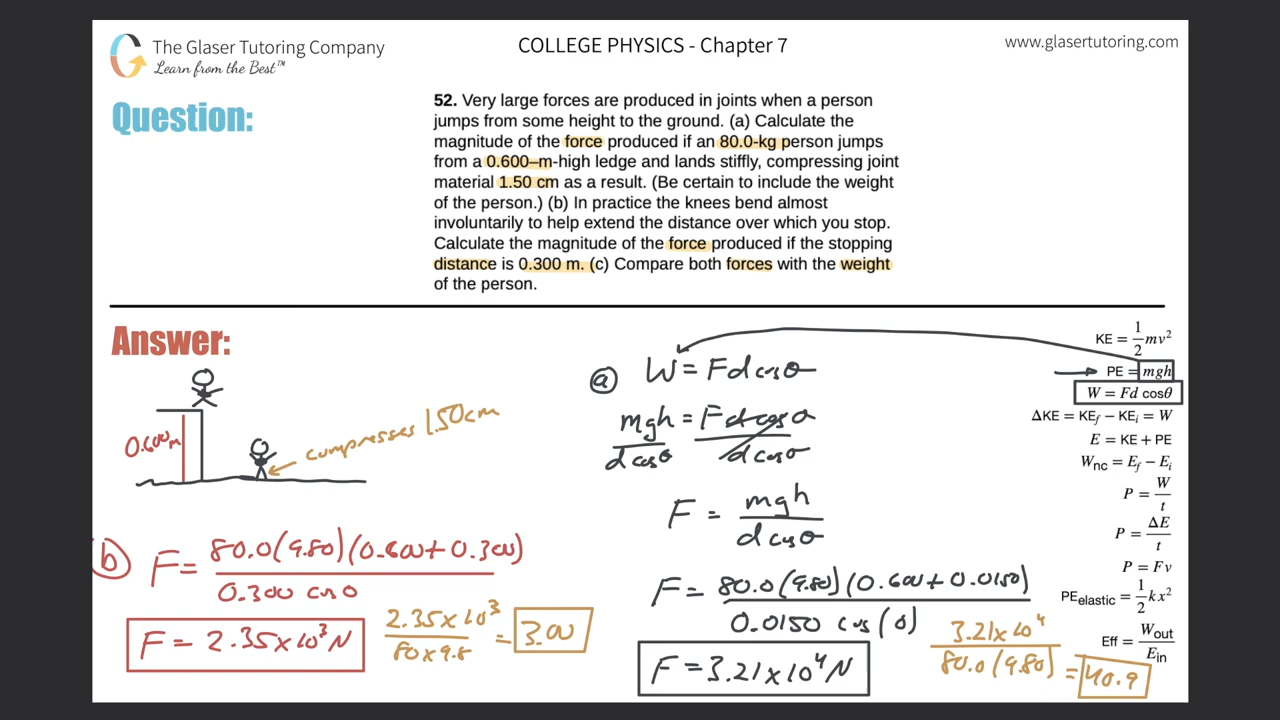 The Glaser Tutoring Company
Learn from the Best™
COLLEGE PHYSICS - Chapter 7
www.glasertutoring.com
Question:
52. Very large forces are produced in joints when a person
jumps from some height to the ground. (a) Calculate the
magnitude of the force produced if an 80.0-kg person jumps
from a 0.600–m-high ledge and lands stiffly, compressing joint
material 1.50 cm as a result. (Be certain to include the weight
of the person.) (b) In practice the knees bend almost
involuntarily to help extend the distance over which you stop.
Calculate the magnitude of the force produced if the stopping
distance is 0.300 m. (c) Compare both forces with the weight
of the person.
Answer:
0.600m
compresses 1.50cm
(b) F = 80.0(9.80)(0.600 + 0.300)
0.300 cos 0
F = 2.35x10³N
2.35x10³
80x9.8
= 3.00
(a) W = Fd cosθ
mgh = Fd cosθ
d cosθ d cosθ
F = mgh
d cosθ
F = 80.0(9.80)(0.600 + 0.0150)
0.0150 cos(0)
F = 3.21x10⁴N
3.21x10⁴
80.0(9.80)
= 40.9
KE = 1/2 mv²
PE = mgh
W = Fd cosθ
ΔKE = KEf − KEi = W
E = KE + PE
Wnc = Ef − Ei
P = W/t
P = ΔE/t
P = Fv
PEelastic = 1/2 kx²
Eff = Wout/Ein